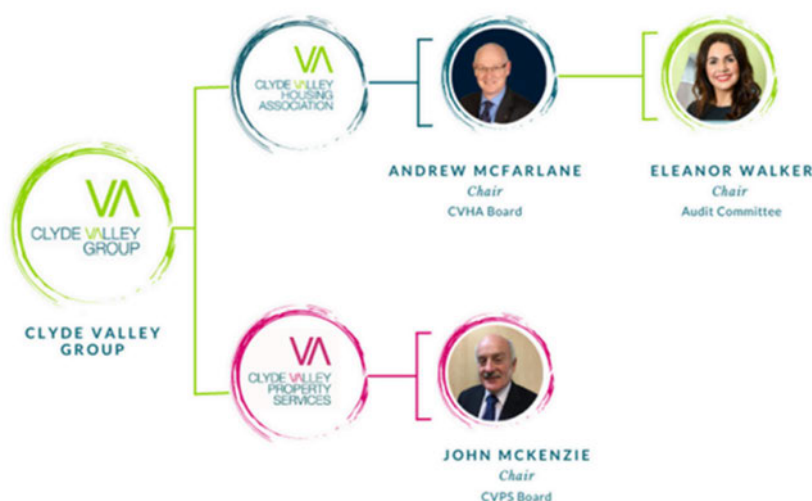 VA
CLYDE VALLEY
GROUP
CLYDE VALLEY
GROUP
VA
CLYDE VALLEY
HOUSING
ASSOCIATION
ANDREW MCFARLANE
Chair
CVHA Board
ELEANOR WALKER
Chair
Audit Committee
VA
CLYDE VALLEY
PROPERTY
SERVICES
JOHN MCKENZIE
Chair
CVPS Board